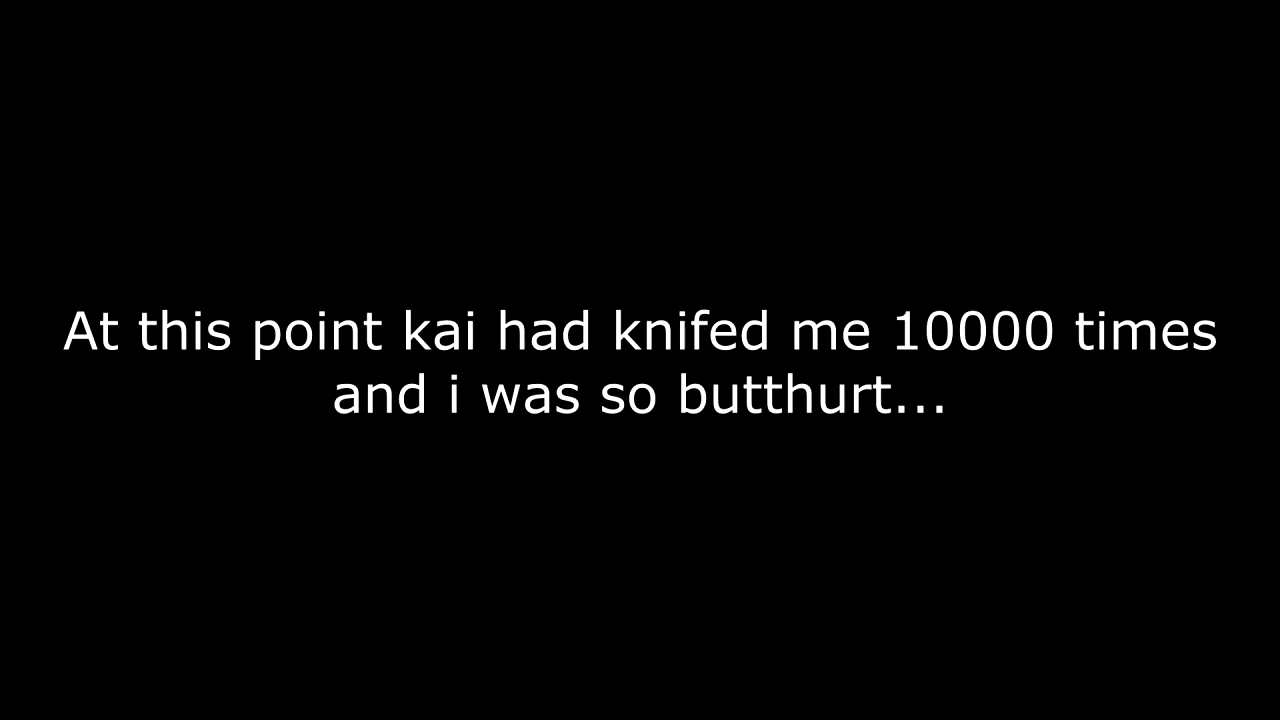 At this point kai had knifed me 10000 times
and i was so butthurt...